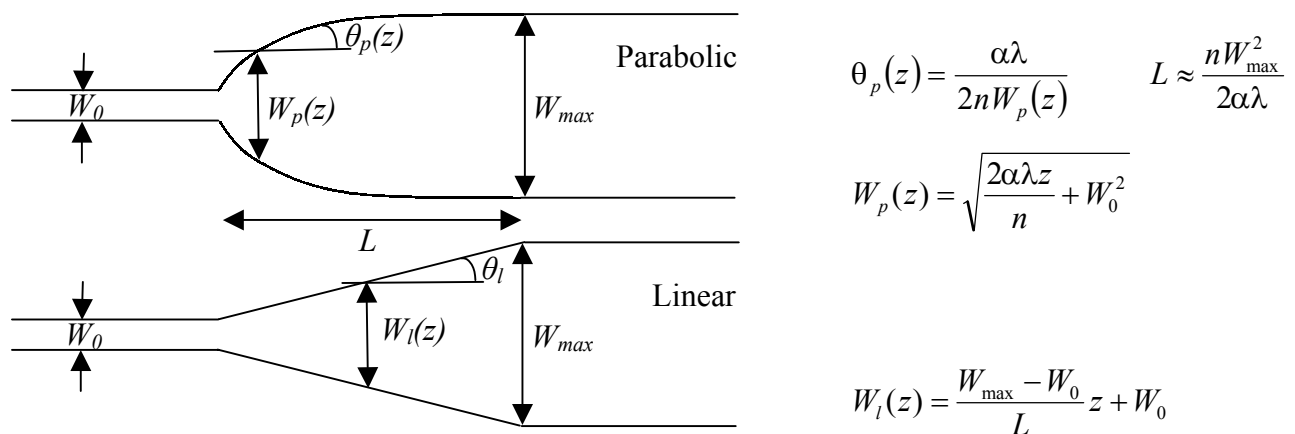 θp(z)
Parabolic
W0
Wp(z)
Wmax
L
θl
Linear
W0
Wl(z)
Wmax
θp(z) = αλ / 2nWp(z)
L ≈ nW²max / 2αλ
Wp(z) = √(2αλz / n + W0²)
Wl(z) = (Wmax − W0) / L z + W0